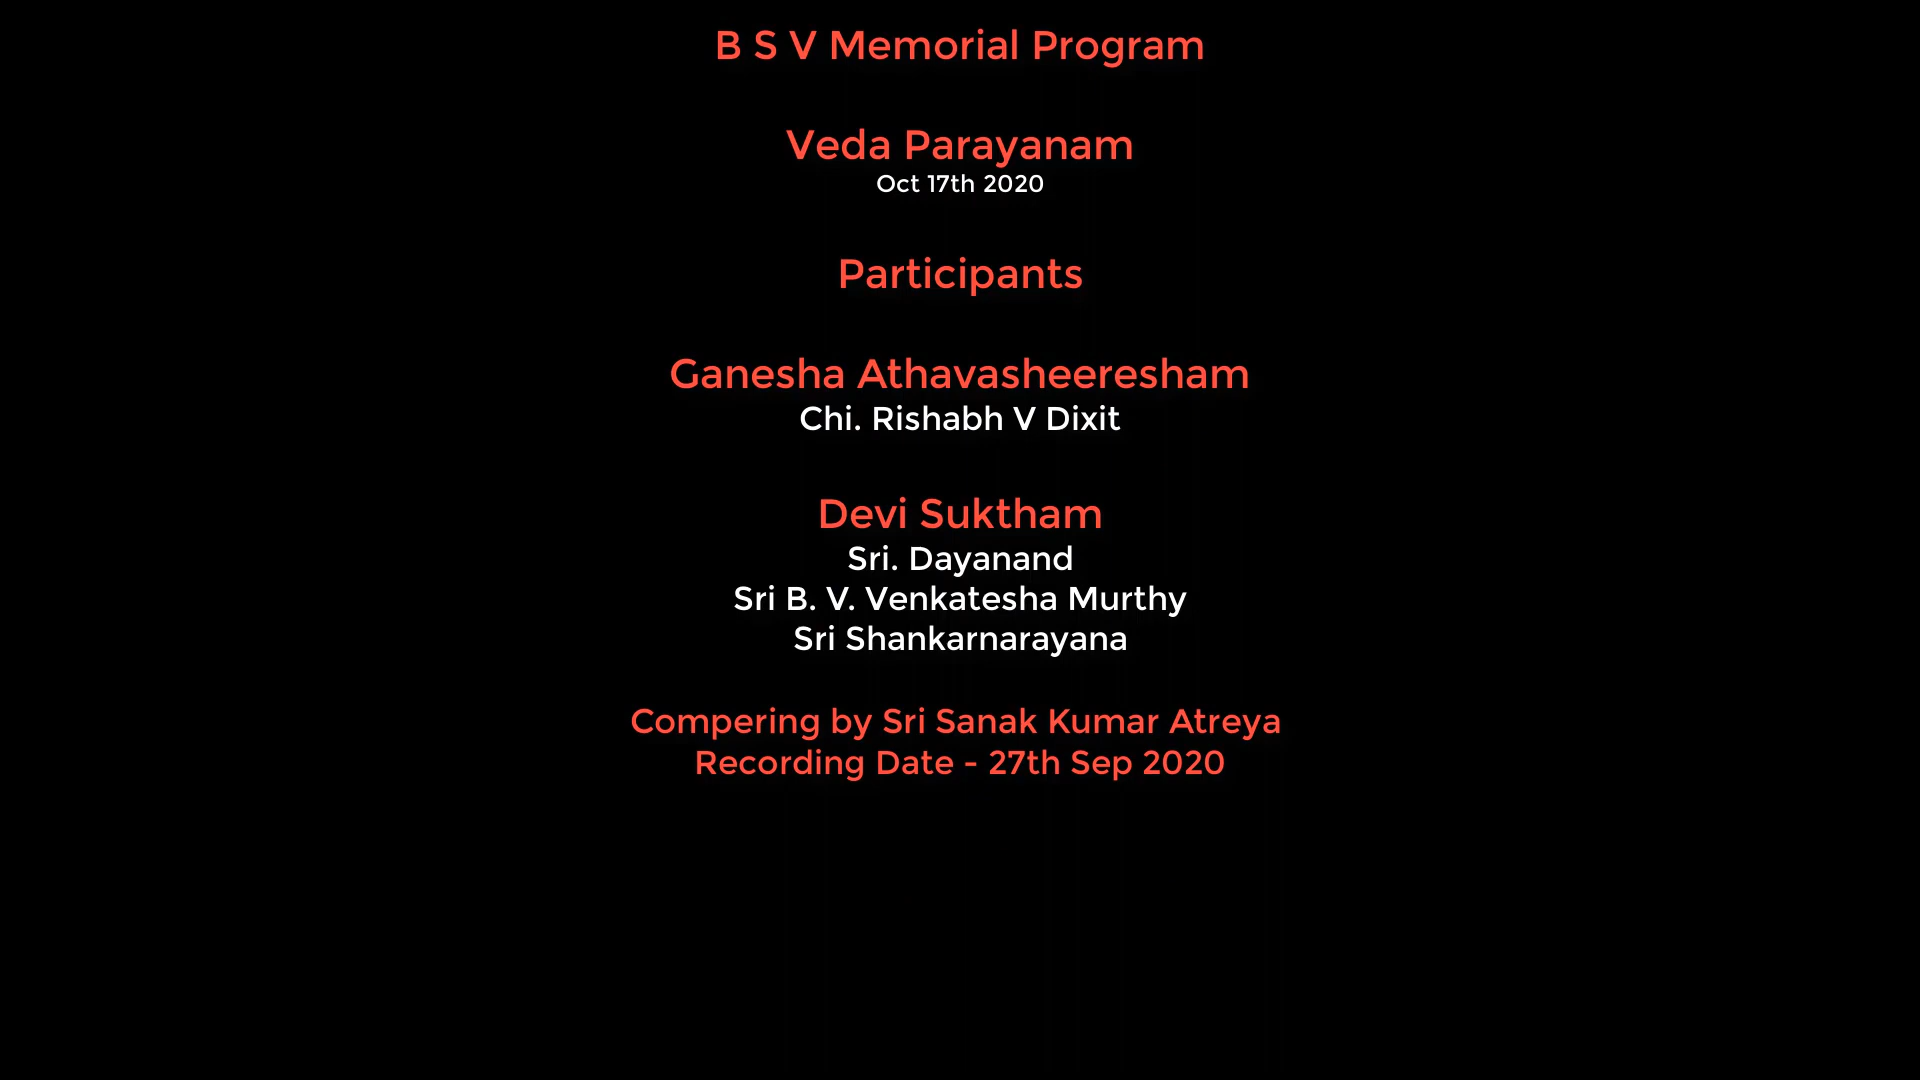 B S V Memorial Program
Veda Parayanam
Oct 17th 2020
Participants
Ganesha Athavasheeresham
Chi. Rishabh V Dixit
Devi Suktham
Sri. Dayanand
Sri B. V. Venkatesha Murthy
Sri Shankarnarayana
Compering by Sri Sanak Kumar Atreya
Recording Date - 27th Sep 2020